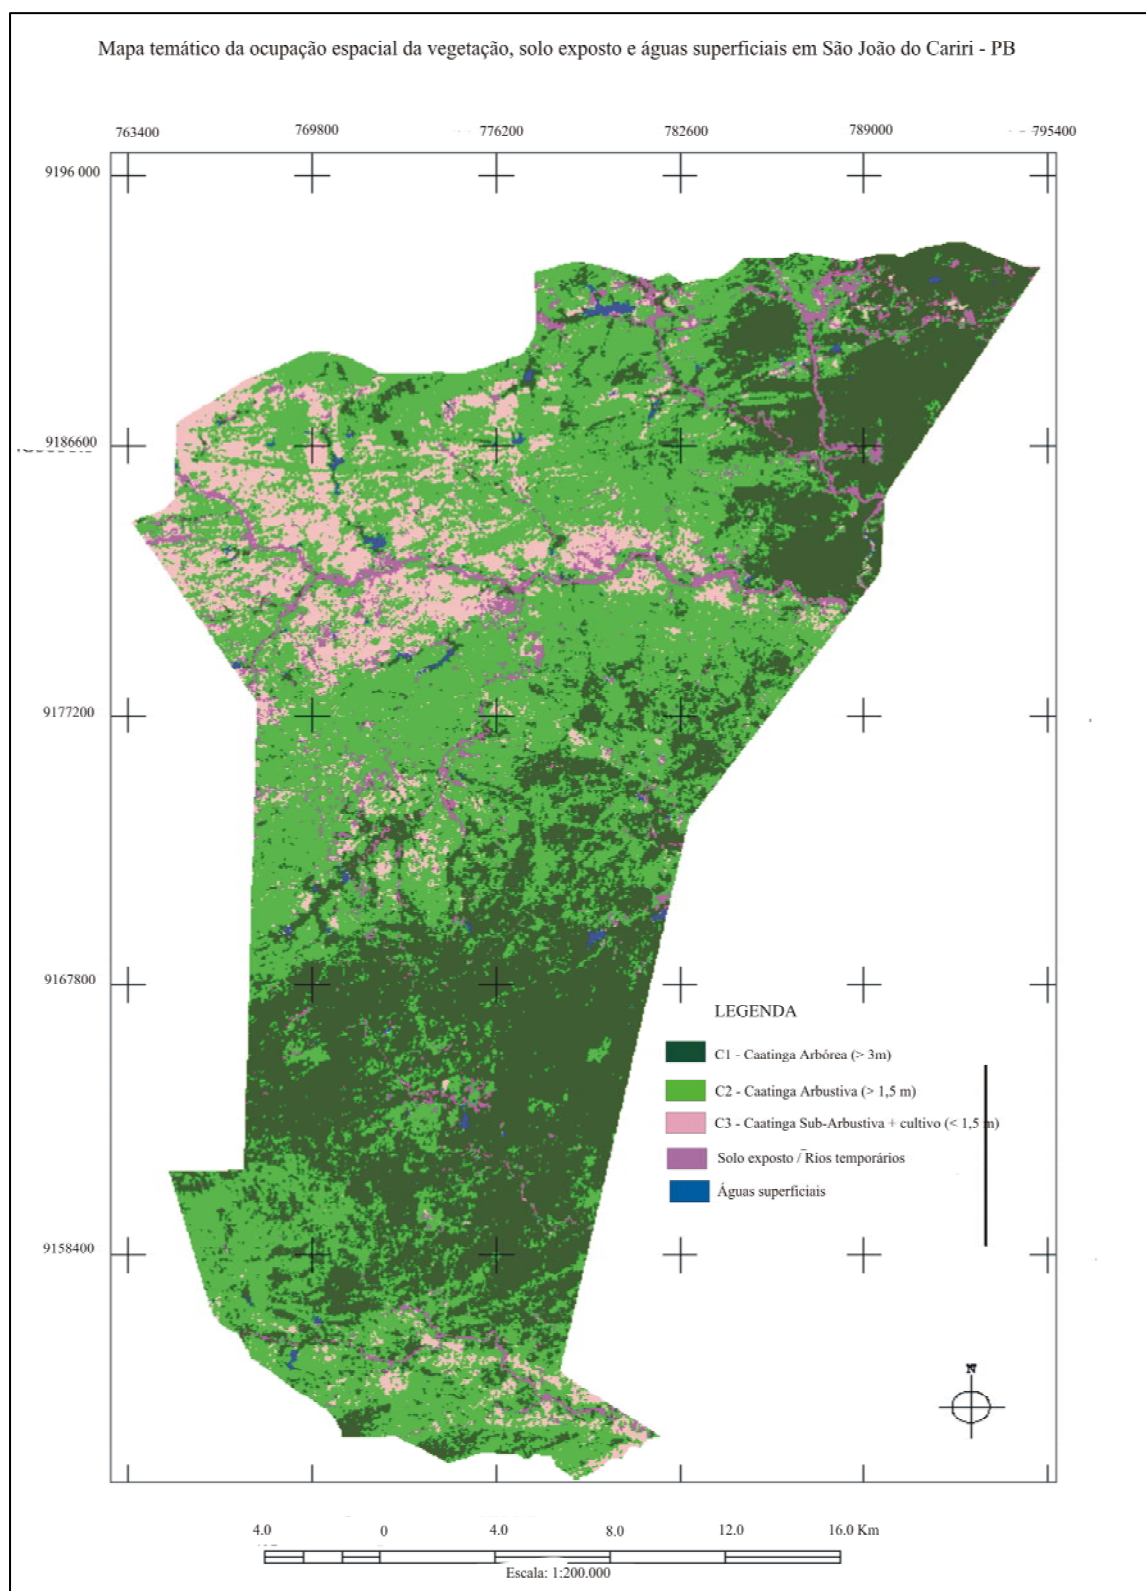 Mapa temático da ocupação espacial da vegetação, solo exposto e águas superficiais em São João do Cariri - PB
763400 769800 776200 782600 789000 795400
9196 000
9186600
9177200
9167800
LEGENDA
C1 - Caatinga Arbórea (> 3m)
C2 - Caatinga Arbustiva (> 1,5 m)
C3 - Caatinga Sub-Arbustiva + cultivo (< 1,5 m)
Solo exposto / Rios temporários
Águas superficiais
9158400
N
4.0 0 4.0 8.0 12.0 16.0 Km
Escala: 1:200.000